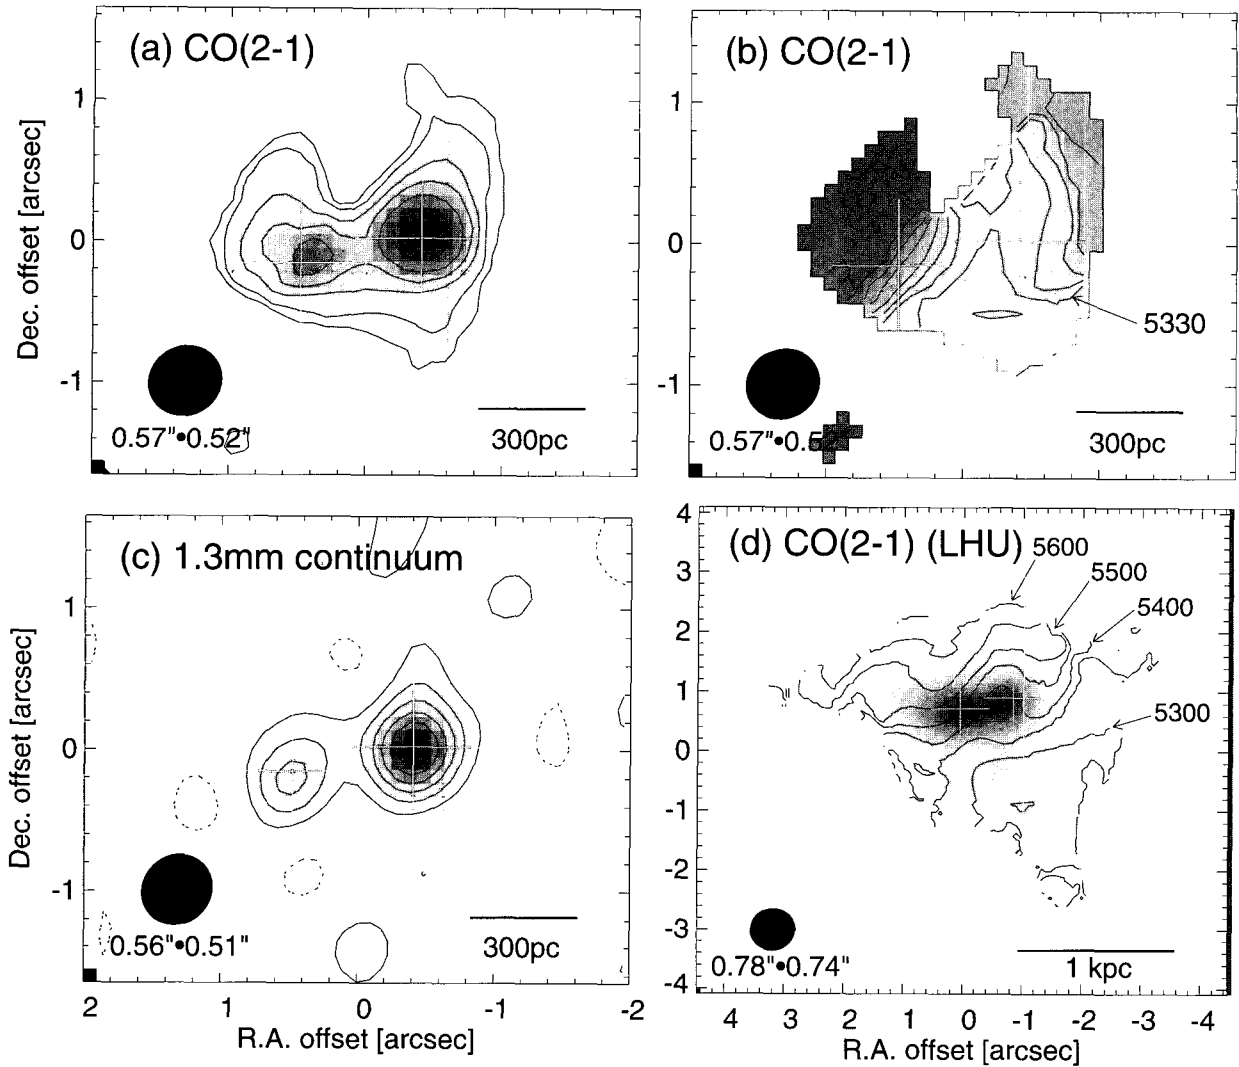 (a) CO(2-1)
Dec. offset [arcsec]
1
0
-1
0.57"•0.52"
300pc
(b) CO(2-1)
1
0
-1
5330
0.57"•0.52"
300pc
(c) 1.3mm continuum
Dec. offset [arcsec]
1
0
-1
0.56"•0.51"
300pc
2 1 0 -1 -2
R.A. offset [arcsec]
(d) CO(2-1) (LHU)
5600
5500
5400
5300
4
3
2
1
0
-1
-2
-3
-4
0.78"•0.74"
1 kpc
4 3 2 1 0 -1 -2 -3 -4
R.A. offset [arcsec]